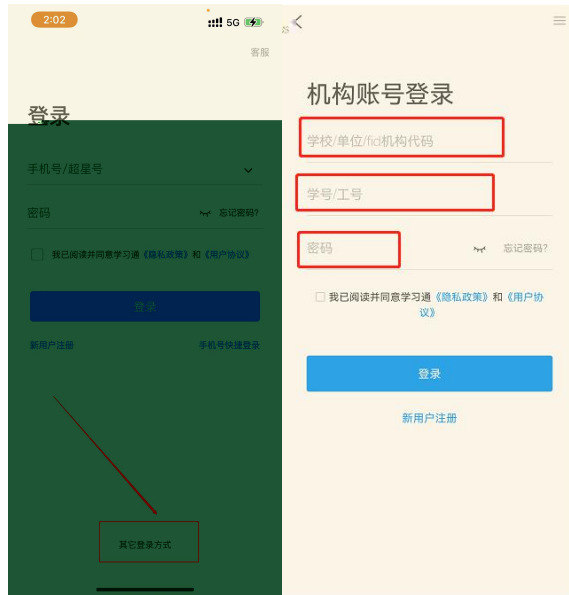 2:02
5G
客服
登录
手机号/超星号
密码
忘记密码?
我已阅读并同意学习通《隐私政策》和《用户协议》
登录
新用户注册
手机号快捷登录
其它登录方式
机构账号登录
学校/单位/fid机构代码
学号/工号
密码
忘记密码?
我已阅读并同意学习通《隐私政策》和《用户协
议》
登录
新用户注册